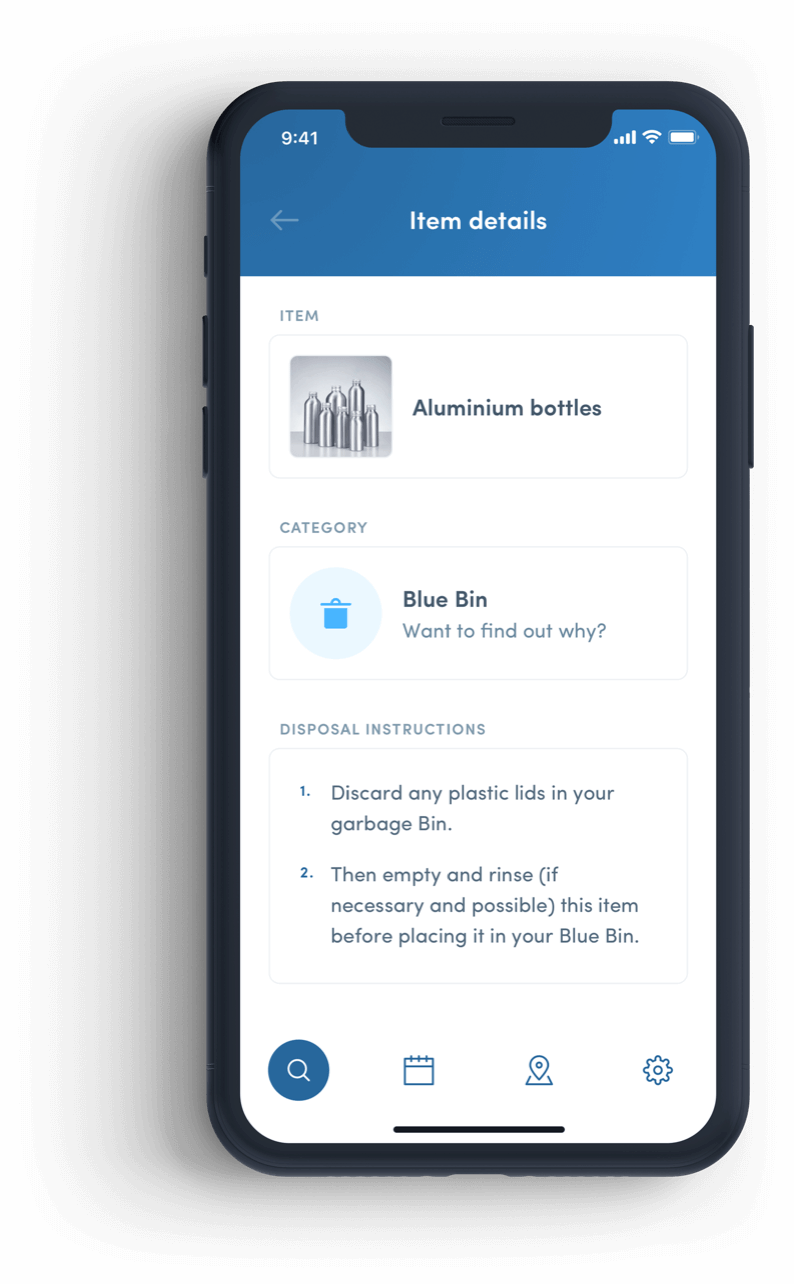 9:41
Item details
ITEM
Aluminium bottles
CATEGORY
Blue Bin
Want to find out why?
DISPOSAL INSTRUCTIONS
1. Discard any plastic lids in your
garbage Bin.
2. Then empty and rinse (if
necessary and possible) this item
before placing it in your Blue Bin.